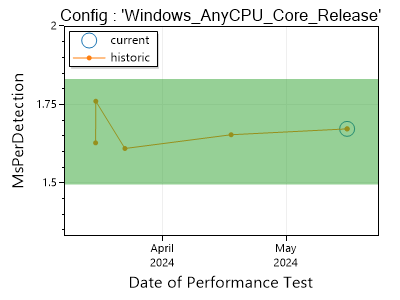 Config : 'Windows_AnyCPU_Core_Release'
2
current
historic
1.75
1.5
MsPerDetection
April
2024
May
2024
Date of Performance Test